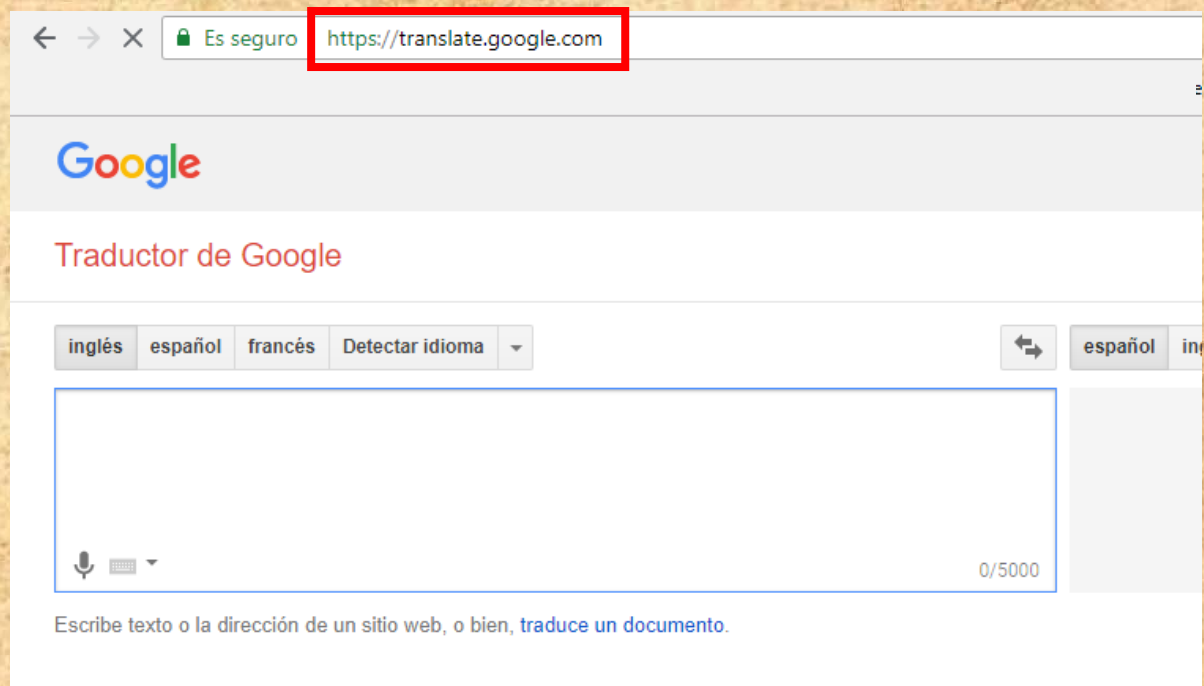 Es seguro https://translate.google.com
Google
Traductor de Google
inglés español francés Detectar idioma español
0/5000
Escribe texto o la dirección de un sitio web, o bien, traduce un documento.